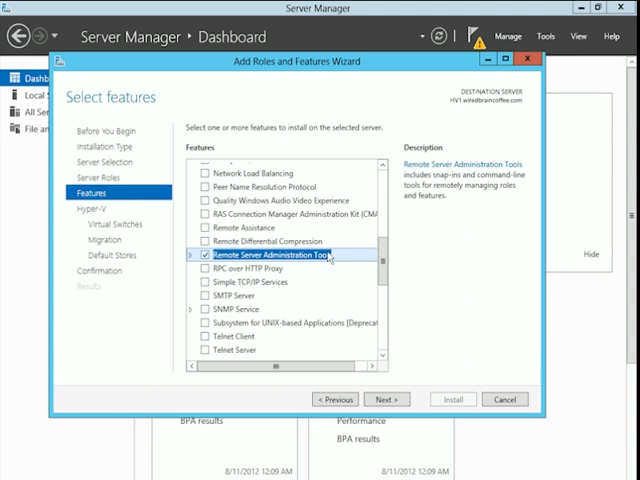 Server Manager
Server Manager ▸ Dashboard
Manage
Tools
View
Help
Dashb
Local S
All Ser
File an
Add Roles and Features Wizard
Select features
DESTINATION SERVER
HV1.wiredbraincoffee.com
Before You Begin
Installation Type
Server Selection
Server Roles
Features
Hyper-V
Virtual Switches
Migration
Default Stores
Confirmation
Results
Select one or more features to install on the selected server.
Features
Network Load Balancing
Peer Name Resolution Protocol
Quality Windows Audio Video Experience
RAS Connection Manager Administration Kit (CMA
Remote Assistance
Remote Differential Compression
Remote Server Administration Tool
RPC over HTTP Proxy
Simple TCP/IP Services
SMTP Server
SNMP Service
Subsystem for UNIX-based Applications [Deprecat
Telnet Client
Telnet Server
Description
Remote Server Administration Tools
includes snap-ins and command-
line tools for remotely managing
roles and features.
Hide
< Previous
Next >
Install
Cancel
BPA results
Performance
BPA results
8/11/2012 12:09 AM
8/11/2012 12:09 AM